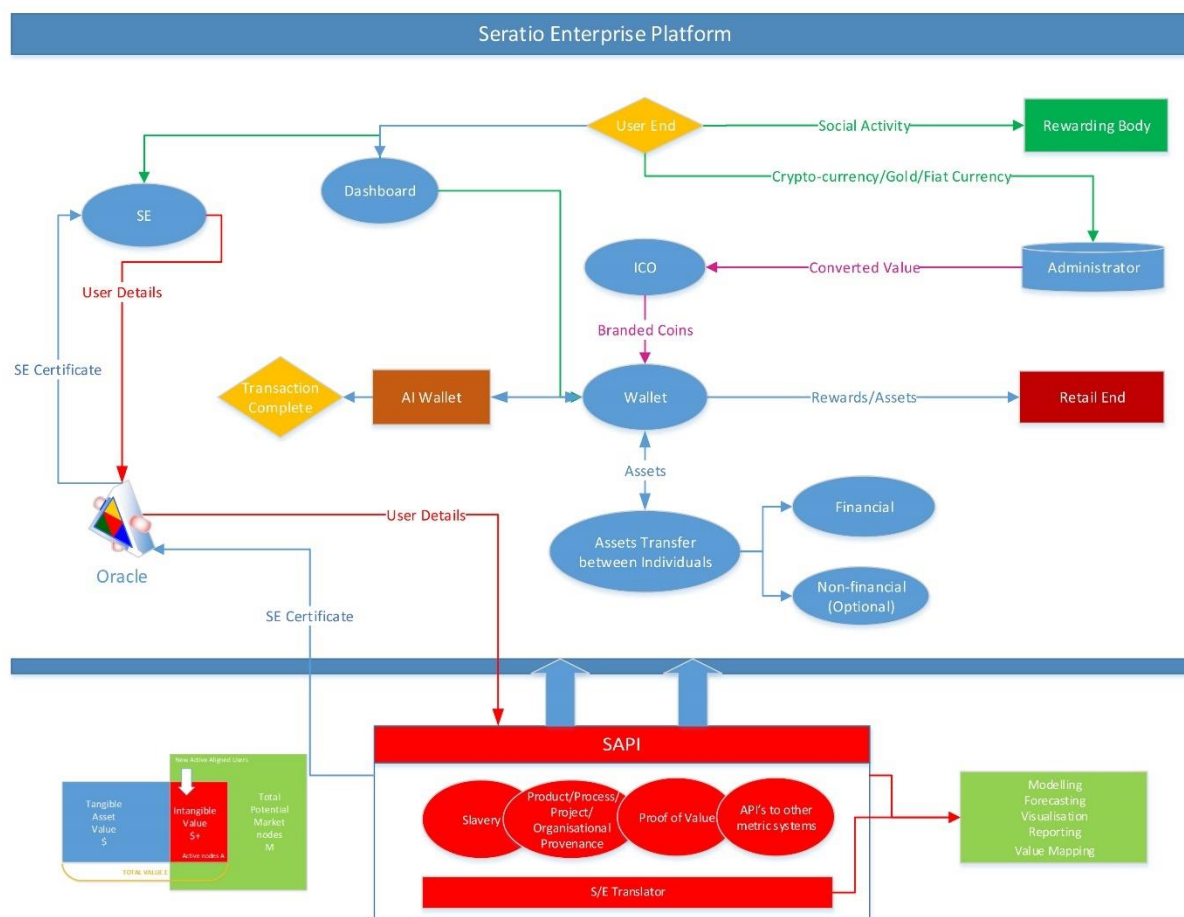 Seratio Enterprise Platform
User End
Social Activity
Rewarding Body
Crypto-currency/Gold/Fiat Currency
Dashboard
SE
User Details
SE Certificate
ICO
Converted Value
Administrator
Branded Coins
Transaction
Complete
AI Wallet
Wallet
Rewards/Assets
Retail End
Assets
Financial
Assets Transfer
between Individuals
Non-financial
(Optional)
Oracle
User Details
SE Certificate
SAPI
Slavery
Product/Process/
Project/
Organisational
Provenance
Proof of Value
API's to other
metric systems
S/E Translator
Modelling
Forecasting
Visualisation
Reporting
Value Mapping
New Active Aligned Users
Tangible
Asset
Value
$
Intangible
Value
S+
Active nodes A
Total
Potential
Market
nodes
M